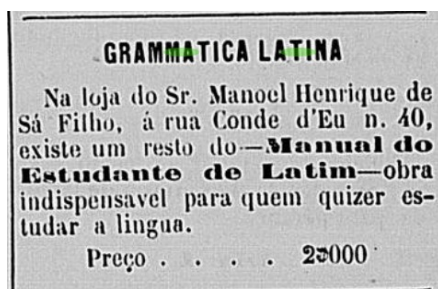 GRAMMATICA LATINA
Na loja do Sr. Manoel Henrique de
Sá Filho, á rua Conde d'Eu n. 40,
existe um resto do—Manual do
Estudante de Latim—obra
indispensavel para quem quizer es-
tudar a lingua.
Preço . . . . 2$000